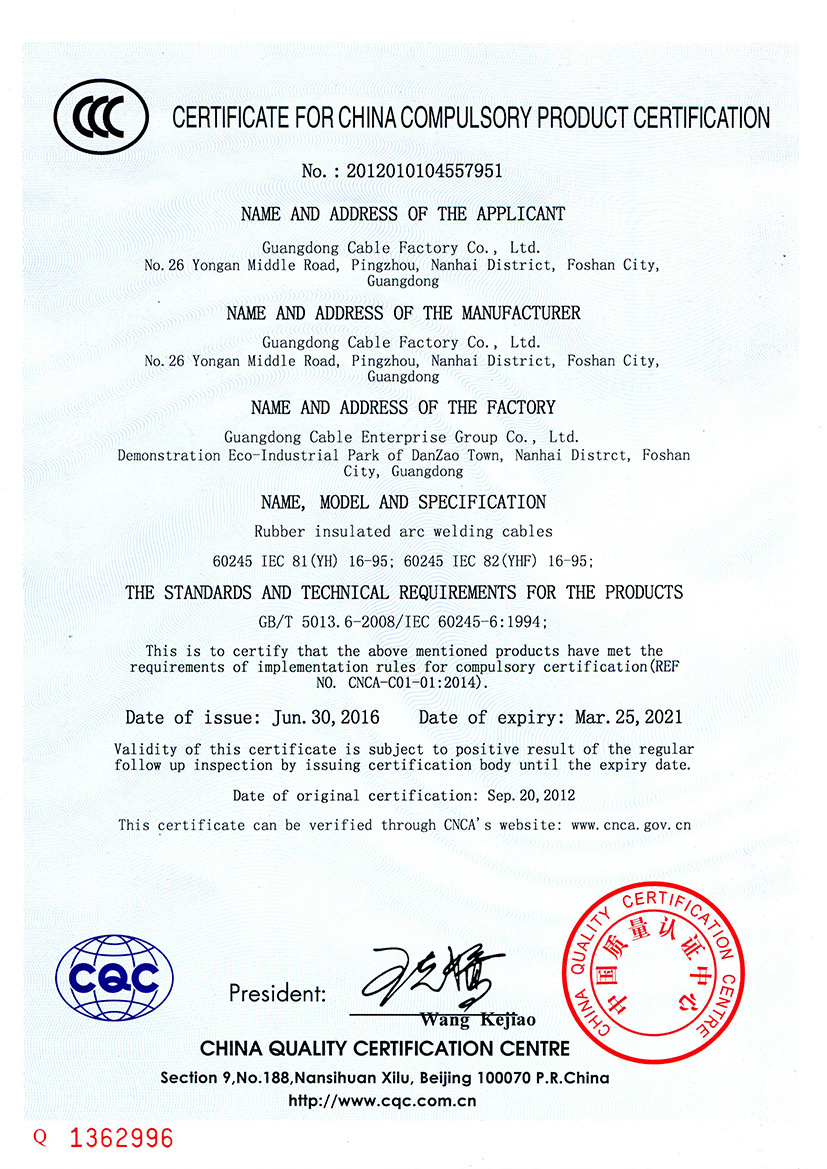 CCC
CERTIFICATE FOR CHINA COMPULSORY PRODUCT CERTIFICATION
No. : 2012010104557951
NAME AND ADDRESS OF THE APPLICANT
Guangdong Cable Factory Co., Ltd.
No.26 Yongan Middle Road, Pingzhou, Nanhai District, Foshan City,
Guangdong
NAME AND ADDRESS OF THE MANUFACTURER
Guangdong Cable Factory Co., Ltd.
No.26 Yongan Middle Road, Pingzhou, Nanhai District, Foshan City,
Guangdong
NAME AND ADDRESS OF THE FACTORY
Guangdong Cable Enterprise Group Co., Ltd.
Demonstration Eco-Industrial Park of DanZao Town, Nanhai Distrct, Foshan
City, Guangdong
NAME, MODEL AND SPECIFICATION
Rubber insulated arc welding cables
60245 IEC 81(YH) 16-95; 60245 IEC 82(YHF) 16-95;
THE STANDARDS AND TECHNICAL REQUIREMENTS FOR THE PRODUCTS
GB/T 5013.6-2008/IEC 60245-6:1994;
This is to certify that the above mentioned products have met the
requirements of implementation rules for compulsory certification(REF
NO. CNCA-C01-01:2014).
Date of issue: Jun.30,2016 Date of expiry: Mar.25,2021
Validity of this certificate is subject to positive result of the regular
follow up inspection by issuing certification body until the expiry date.
Date of original certification: Sep.20,2012
This certificate can be verified through CNCA's website: www.cnca.gov.cn
CHINA QUALITY CERTIFICATION CENTRE
中国质量认证中心
CQC
President:
王克娇
Wang Kejiao
CHINA QUALITY CERTIFICATION CENTRE
Section 9,No.188,Nansihuan Xilu, Beijing 100070 P.R.China
http://www.cqc.com.cn
Q 1362996